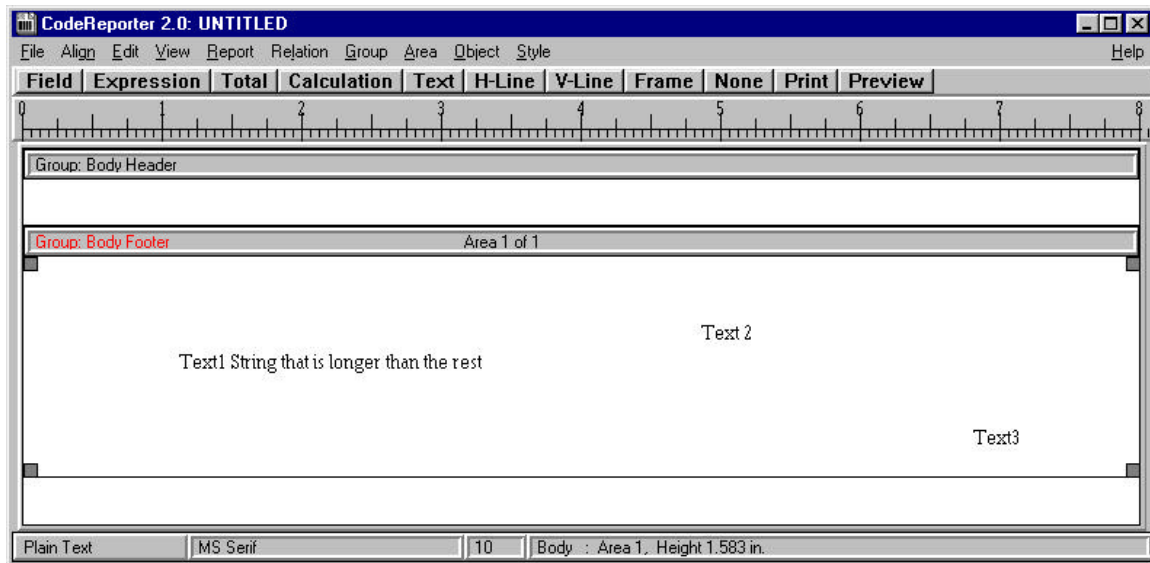 CodeReporter 2.0: UNTITLED
File Align Edit View Report Relation Group Area Object Style Help
Field Expression Total Calculation Text H-Line V-Line Frame None Print Preview
0 1 2 3 4 5 6 7 8
Group: Body Header
Group: Body Footer Area 1 of 1
Text 2
Text1 String that is longer than the rest
Text3
Plain Text MS Serif 10 Body : Area 1, Height 1.583 in.